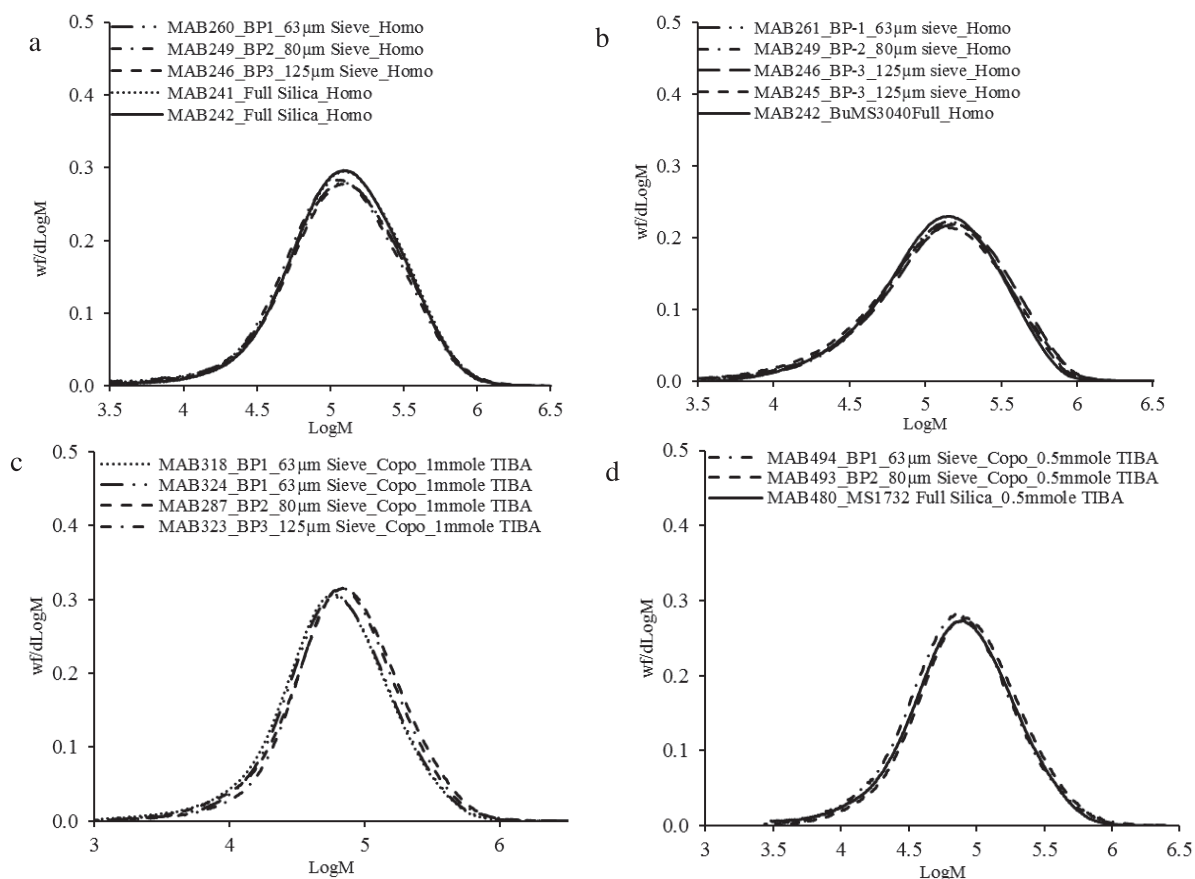 a
MAB260_BP1_63µm Sieve_Homo
MAB249_BP2_80µm Sieve_Homo
MAB246_BP3_125µm Sieve_Homo
MAB241_Full Silica_Homo
MAB242_Full Silica_Homo
0.5
0.4
0.3
0.2
0.1
0.0
wf/dLogM
3.5 4 4.5 5 5.5 6 6.5
LogM
b
MAB261_BP-1_63µm sieve_Homo
MAB249_BP-2_80µm sieve_Homo
MAB246_BP-3_125µm sieve_Homo
MAB245_BP-3_125µm sieve_Homo
MAB242_BuMS3040Full_Homo
0.5
0.4
0.3
0.2
0.1
0.0
wf/dLogM
3.5 4 4.5 5 5.5 6 6.5
LogM
c
MAB318_BP1_63µm Sieve_Copo_1mmole TIBA
MAB324_BP1_63µm Sieve_Copo_1mmole TIBA
MAB287_BP2_80µm Sieve_Copo_1mmole TIBA
MAB323_BP3_125µm Sieve_Copo_1mmole TIBA
0.5
0.4
0.3
0.2
0.1
0.0
wf/dLogM
3 4 5 6
LogM
d
MAB494_BP1_63µm Sieve_Copo_0.5mmole TIBA
MAB493_BP2_80µm Sieve_Copo_0.5mmole TIBA
MAB480_MS1732 Full Silica_0.5mmole TIBA
0.5
0.4
0.3
0.2
0.1
0.0
wf/dLogM
3 3.5 4 4.5 5 5.5 6 6.5
LogM